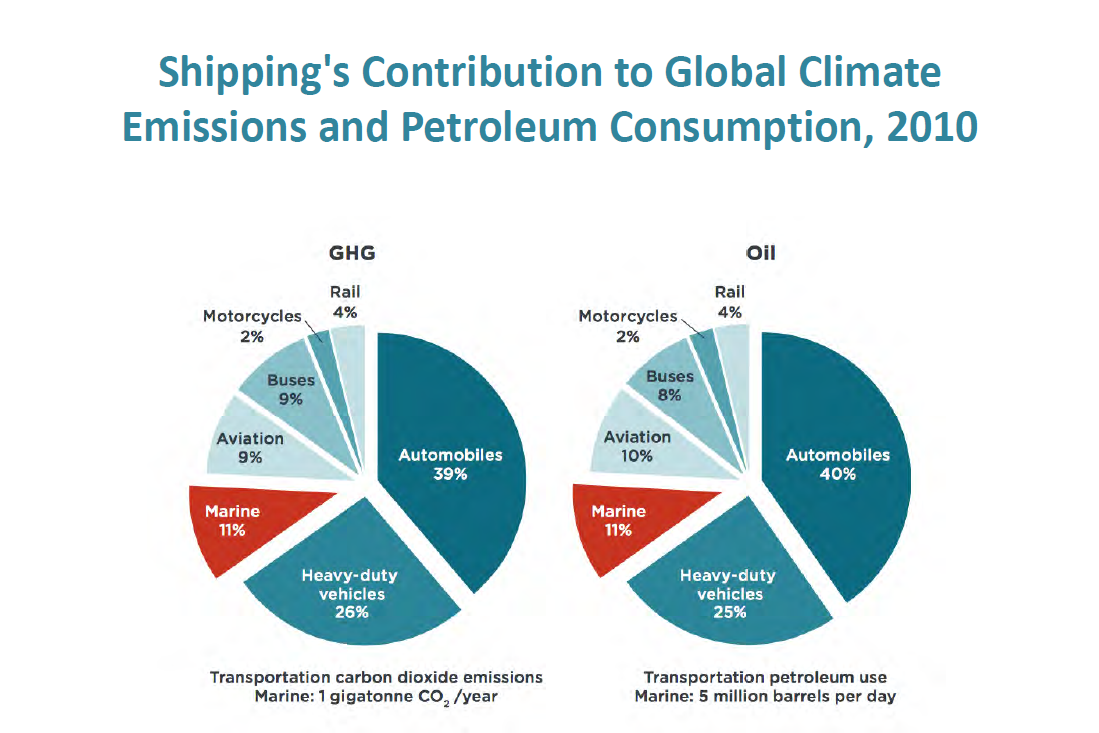 Shipping's Contribution to Global Climate
Emissions and Petroleum Consumption, 2010
GHG
Rail
4%
Motorcycles
2%
Buses
9%
Aviation
9%
Automobiles
39%
Marine
11%
Heavy-duty
vehicles
26%
Transportation carbon dioxide emissions
Marine: 1 gigatonne CO₂ /year
Oil
Rail
4%
Motorcycles
2%
Buses
8%
Aviation
10%
Automobiles
40%
Marine
11%
Heavy-duty
vehicles
25%
Transportation petroleum use
Marine: 5 million barrels per day